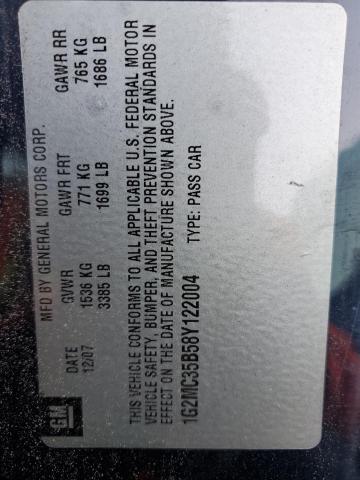 GM
MFD BY GENERAL MOTORS CORP.
DATE GVWR GAWR FRT GAWR RR
12/07 1536 KG 771 KG 765 KG
3385 LB 1699 LB 1686 LB
THIS VEHICLE CONFORMS TO ALL APPLICABLE U.S. FEDERAL MOTOR
VEHICLE SAFETY, BUMPER, AND THEFT PREVENTION STANDARDS IN
EFFECT ON THE DATE OF MANUFACTURE SHOWN ABOVE.
1G2MC35B58Y122004 TYPE: PASS CAR